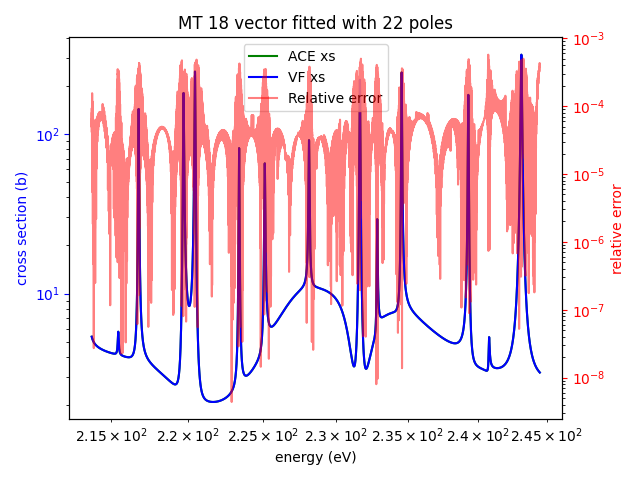 MT 18 vector fitted with 22 poles
ACE xs
VF xs
Relative error
cross section (b)
10²
10¹
relative error
10⁻³
10⁻⁴
10⁻⁵
10⁻⁶
10⁻⁷
10⁻⁸
2.15 × 10² 2.2 × 10² 2.225 × 10² 2.3 × 10² 2.35 × 10² 2.4 × 10² 2.45 × 10²
energy (eV)